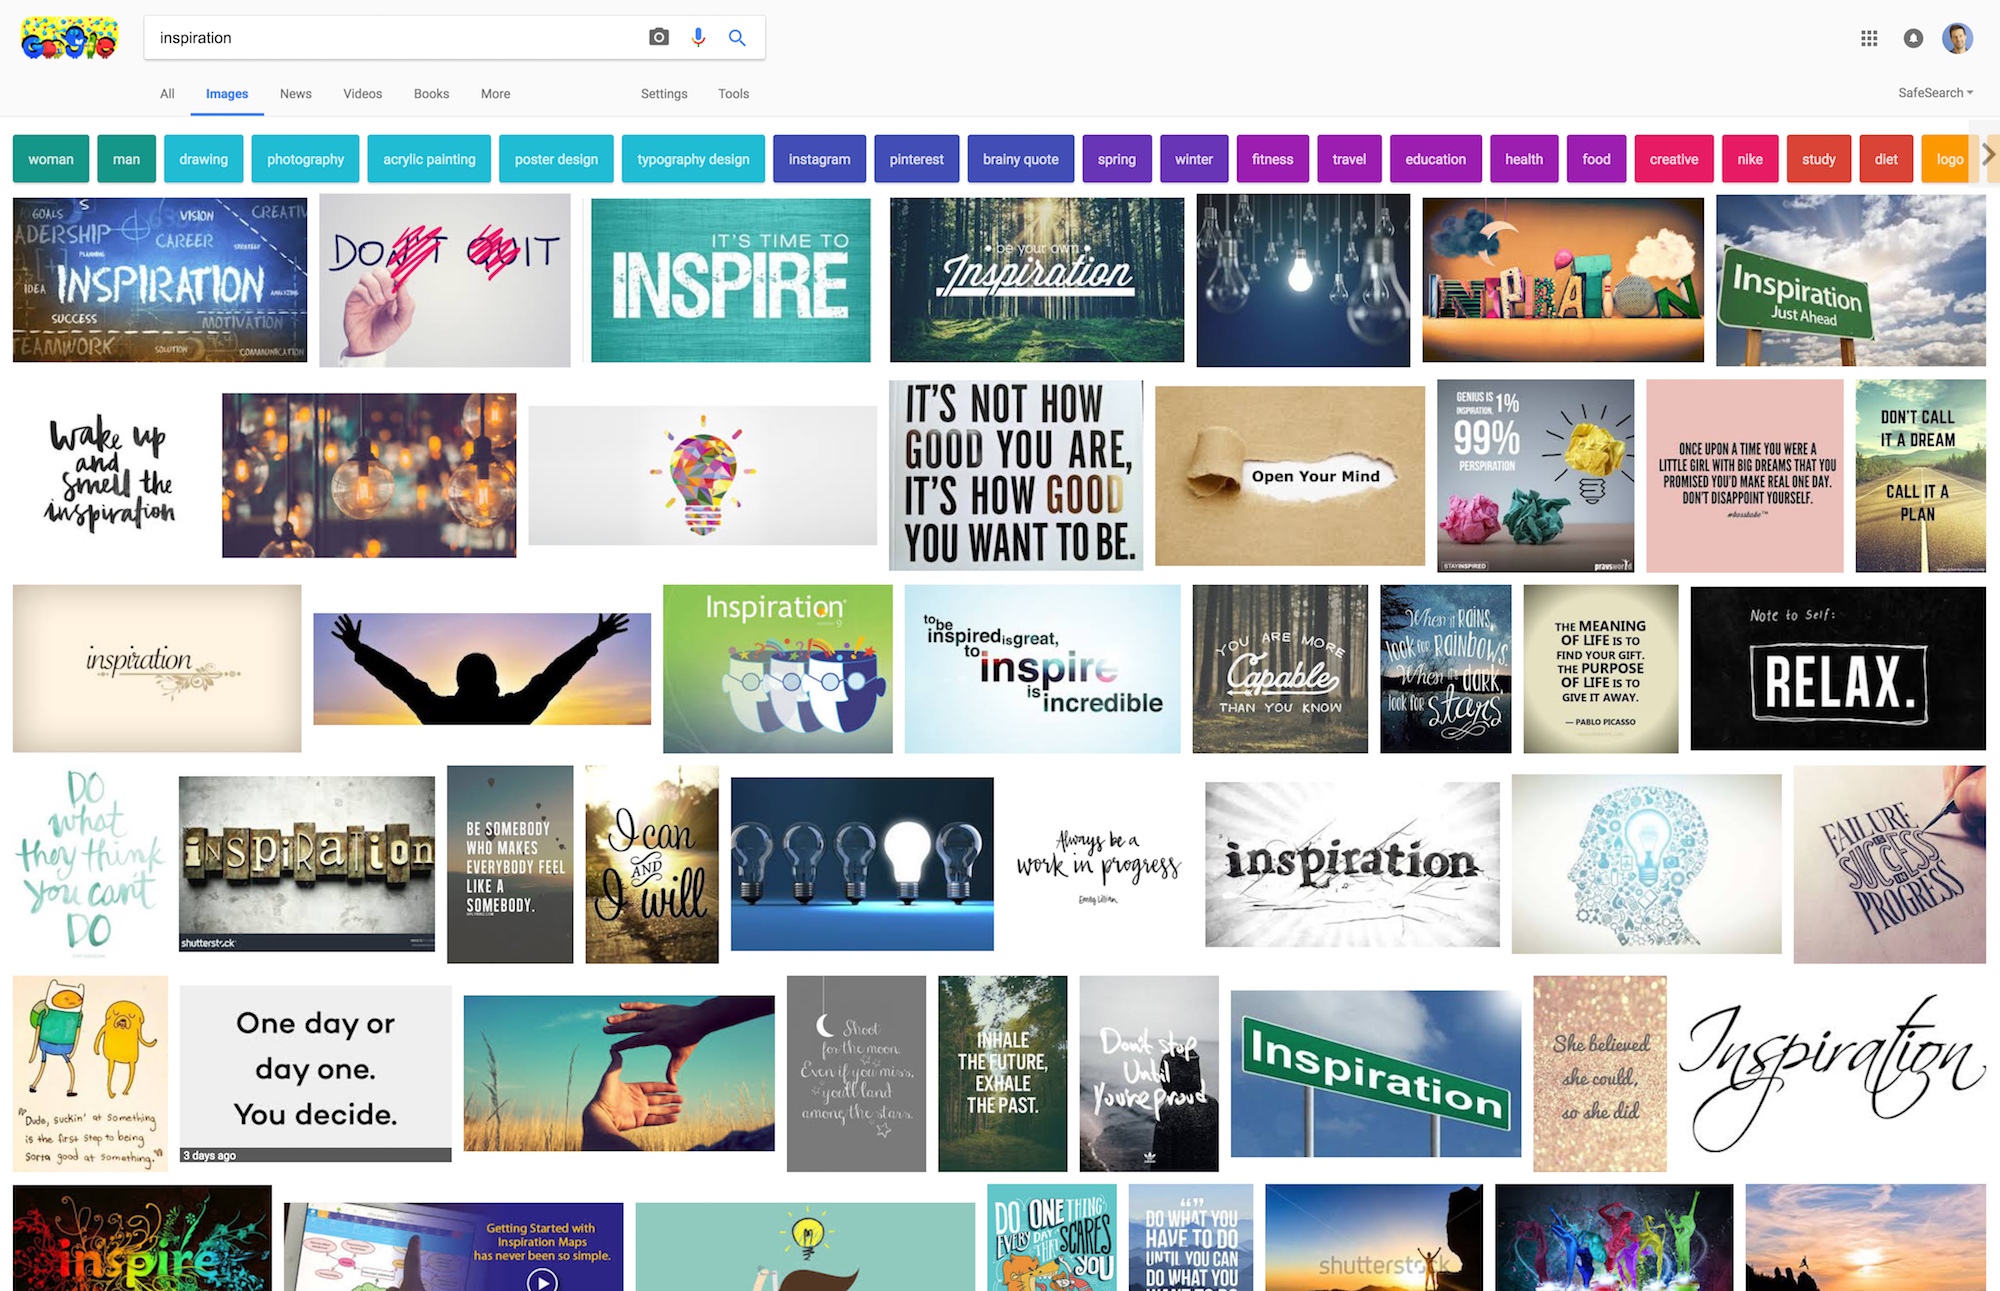 Google
inspiration
All
Images
News
Videos
Books
More
Settings
Tools
SafeSearch
woman
man
drawing
photography
acrylic painting
poster design
typography design
instagram
pinterest
brainy quote
spring
winter
fitness
travel
education
health
food
creative
nike
study
diet
logo
GOALS
S
VISION
CREATIV
ADERSHIP
CAREER
STRATEGY
PLANNING
IDEA
INSPIRATION
ANALYZING
SUCCESS
MOTIVATION
TEAMWORK
SOLUTION
COMMUNICATION
DON'T QUIT
IT'S TIME TO
INSPIRE
• be your own •
Inspiration
INSPIRATION
Inspiration
Just Ahead
Wake up
and
smell the
inspiration
IT'S NOT HOW
GOOD YOU ARE,
IT'S HOW GOOD
YOU WANT TO BE.
Open Your Mind
GENIUS IS 1%
INSPIRATION,
99%
PERSPIRATION
STAYINSPIRED
pravsworld
ONCE UPON A TIME YOU WERE A
LITTLE GIRL WITH BIG DREAMS THAT YOU
PROMISED YOU'D MAKE REAL ONE DAY.
DON'T DISAPPOINT YOURSELF.
#bossbabe™
DON'T CALL
IT A DREAM
CALL IT A
PLAN
inspiration
Inspiration®
9
to be
inspired is great,
to inspire
is
incredible
YOU ARE MORE
Capable
THAN YOU KNOW
When it RAINS,
look for RAINBOWS.
When it's dark,
look for stars
THE MEANING
OF LIFE IS TO
FIND YOUR GIFT.
THE PURPOSE
OF LIFE IS TO
GIVE IT AWAY.
— PABLO PICASSO
Note to Self:
RELAX.
DO
what
they think
you can't
DO
iNSPiRaTion
shutterstock
BE SOMEBODY
WHO MAKES
EVERYBODY FEEL
LIKE A
SOMEBODY.
I can
AND
I will
Always be a
work in progress
Emily Lillian
inspiration
FAILURE
IS
SUCCESS
IN
PROGRESS
"Dude, suckin' at something
is the first step to being
sorta good at something."
One day or
day one.
You decide.
3 days ago
Shoot
for the moon.
Even if you miss,
you'll land
among the stars.
INHALE
THE FUTURE,
EXHALE
THE PAST.
Don't stop
Until
You're proud
Inspiration
She believed
she could,
so she did
Inspiration
inspire
Getting Started with
Inspiration Maps
has never been so simple.
DO ONE THING
EVERY DAY THAT
SCARES
YOU
“”
DO WHAT YOU
HAVE TO DO
UNTIL YOU CAN
DO WHAT YOU
shutterstock